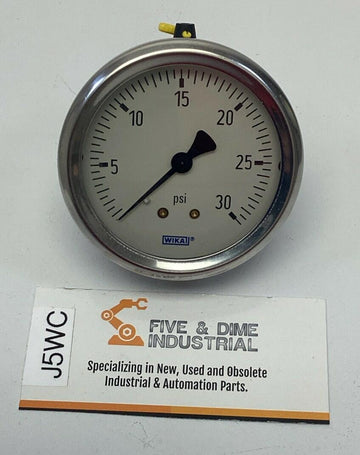 15
10
20
5
25
30
psi
WIKAI®
J5WC
FIVE & DIME
INDUSTRIAL
Specializing in New, Used and Obsolete
Industrial & Automation Parts.